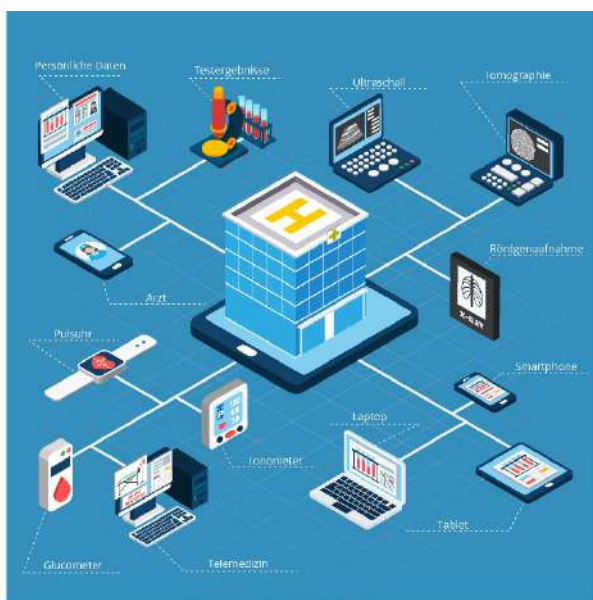 Persönliche Daten
Testergebnisse
Ultraschall
Tomographie
H
Arzt
Röntgenaufnahme
X-RAY
Pulsuhr
Smartphone
Laptop
Tonometer
Tablet
Glucometer
Telemedizin